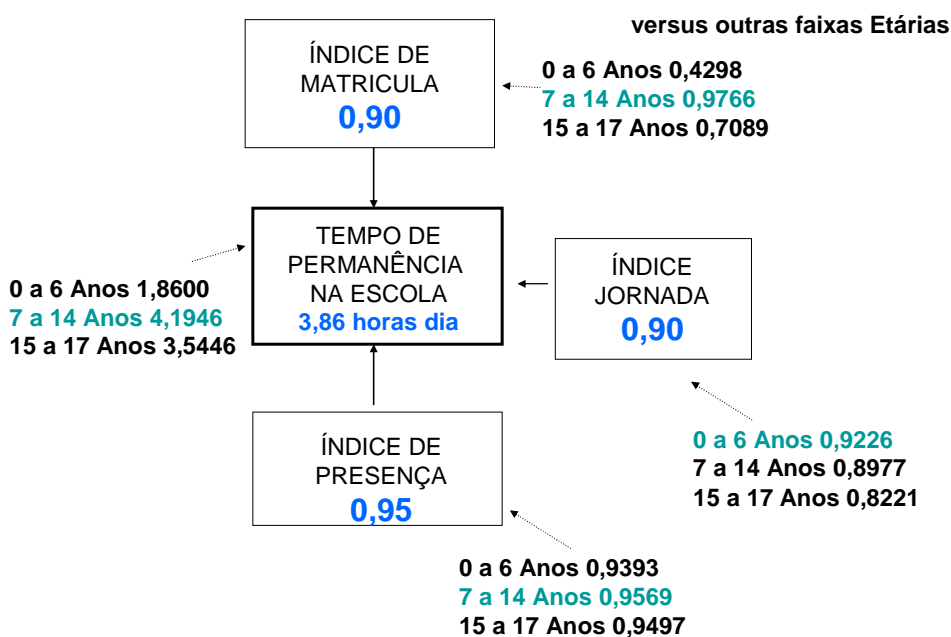 versus outras faixas Etárias
ÍNDICE DE
MATRICULA
0,90
0 a 6 Anos 0,4298
7 a 14 Anos 0,9766
15 a 17 Anos 0,7089
TEMPO DE
PERMANÊNCIA
NA ESCOLA
3,86 horas dia
0 a 6 Anos 1,8600
7 a 14 Anos 4,1946
15 a 17 Anos 3,5446
ÍNDICE
JORNADA
0,90
0 a 6 Anos 0,9226
7 a 14 Anos 0,8977
15 a 17 Anos 0,8221
ÍNDICE DE
PRESENÇA
0,95
0 a 6 Anos 0,9393
7 a 14 Anos 0,9569
15 a 17 Anos 0,9497